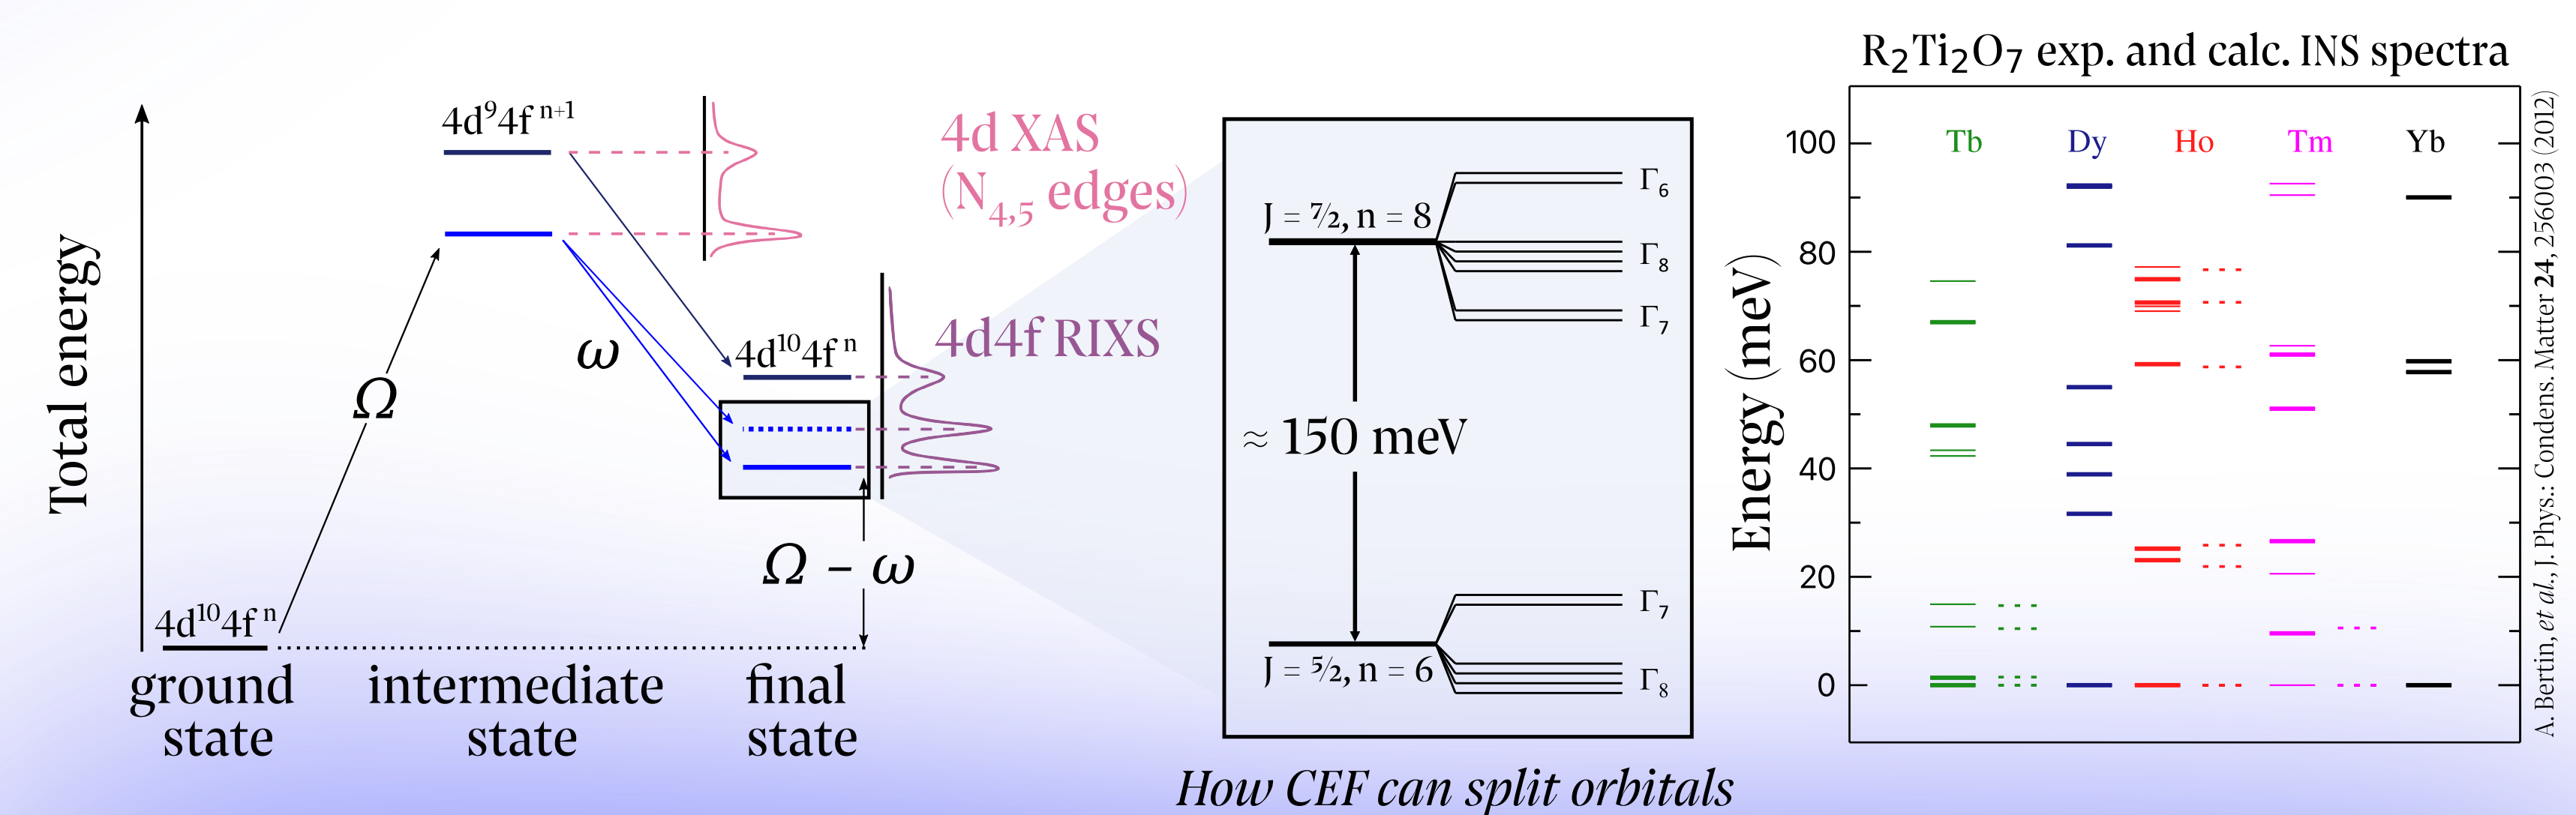 Total energy
4d⁹4f ⁿ⁺¹
4d XAS
(N₄,₅ edges)
Ω
ω
4d¹⁰4f ⁿ
4d4f RIXS
Ω – ω
4d¹⁰4f ⁿ
ground
state
intermediate
state
final
state
J = 7/2, n = 8
Γ₆
Γ₈
Γ₇
≈ 150 meV
J = 5/2, n = 6
Γ₇
Γ₈
How CEF can split orbitals
R₂Ti₂O₇ exp. and calc. INS spectra
Energy (meV)
100
80
60
40
20
0
Tb Dy Ho Tm Yb
A. Bertin, et al., J. Phys.: Condens. Matter 24, 256003 (2012)